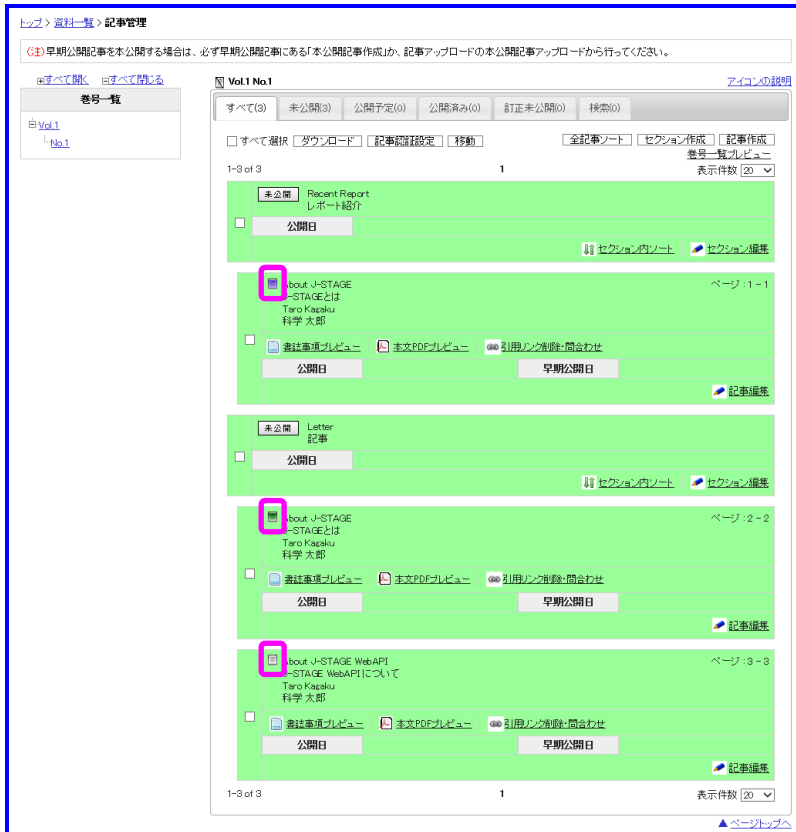 トップ > 資料一覧 > 記事管理
(注)早期公開記事を本公開する場合は、必ず早期公開記事にある「本公開記事作成」か、記事アップロードの本公開記事アップロードから行ってください。
すべて開く すべて閉じる
巻号一覧
Vol.1
No.1
Vol.1 No.1 アイコンの説明
すべて(3) 未公開(3) 公開予定(0) 公開済み(0) 訂正未公開(0) 検索(0)
すべて選択 ダウンロード 記事認証設定 移動 全記事ソート セクション作成 記事作成
巻号一覧プレビュー
1-3 of 3 1 表示件数 20
未公開 Recent Report
レポート紹介
公開日
セクション内ソート セクション編集
About J-STAGE ページ:1-1
J-STAGEとは
Taro Kagaku
科学 太郎
書誌事項プレビュー 本文PDFプレビュー 引用リンク削除・問合わせ
公開日 早期公開日
記事編集
未公開 Letter
記事
公開日
セクション内ソート セクション編集
About J-STAGE ページ:2-2
J-STAGEとは
Taro Kagaku
科学 太郎
書誌事項プレビュー 本文PDFプレビュー 引用リンク削除・問合わせ
公開日 早期公開日
記事編集
About J-STAGE WebAPI ページ:3-3
J-STAGE WebAPIについて
Taro Kagaku
科学 太郎
書誌事項プレビュー 本文PDFプレビュー 引用リンク削除・問合わせ
公開日 早期公開日
記事編集
1-3 of 3 1 表示件数 20
▲ ページトップへ